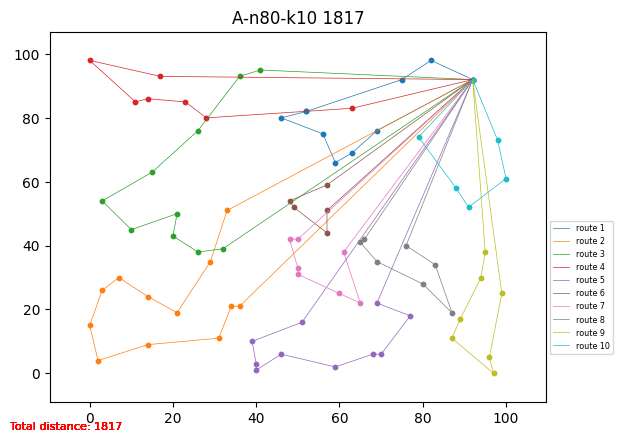 A-n80-k10 1817
100
80
60
40
20
0
0 20 40 60 80 100
route 1
route 2
route 3
route 4
route 5
route 6
route 7
route 8
route 9
route 10
Total distance: 1817